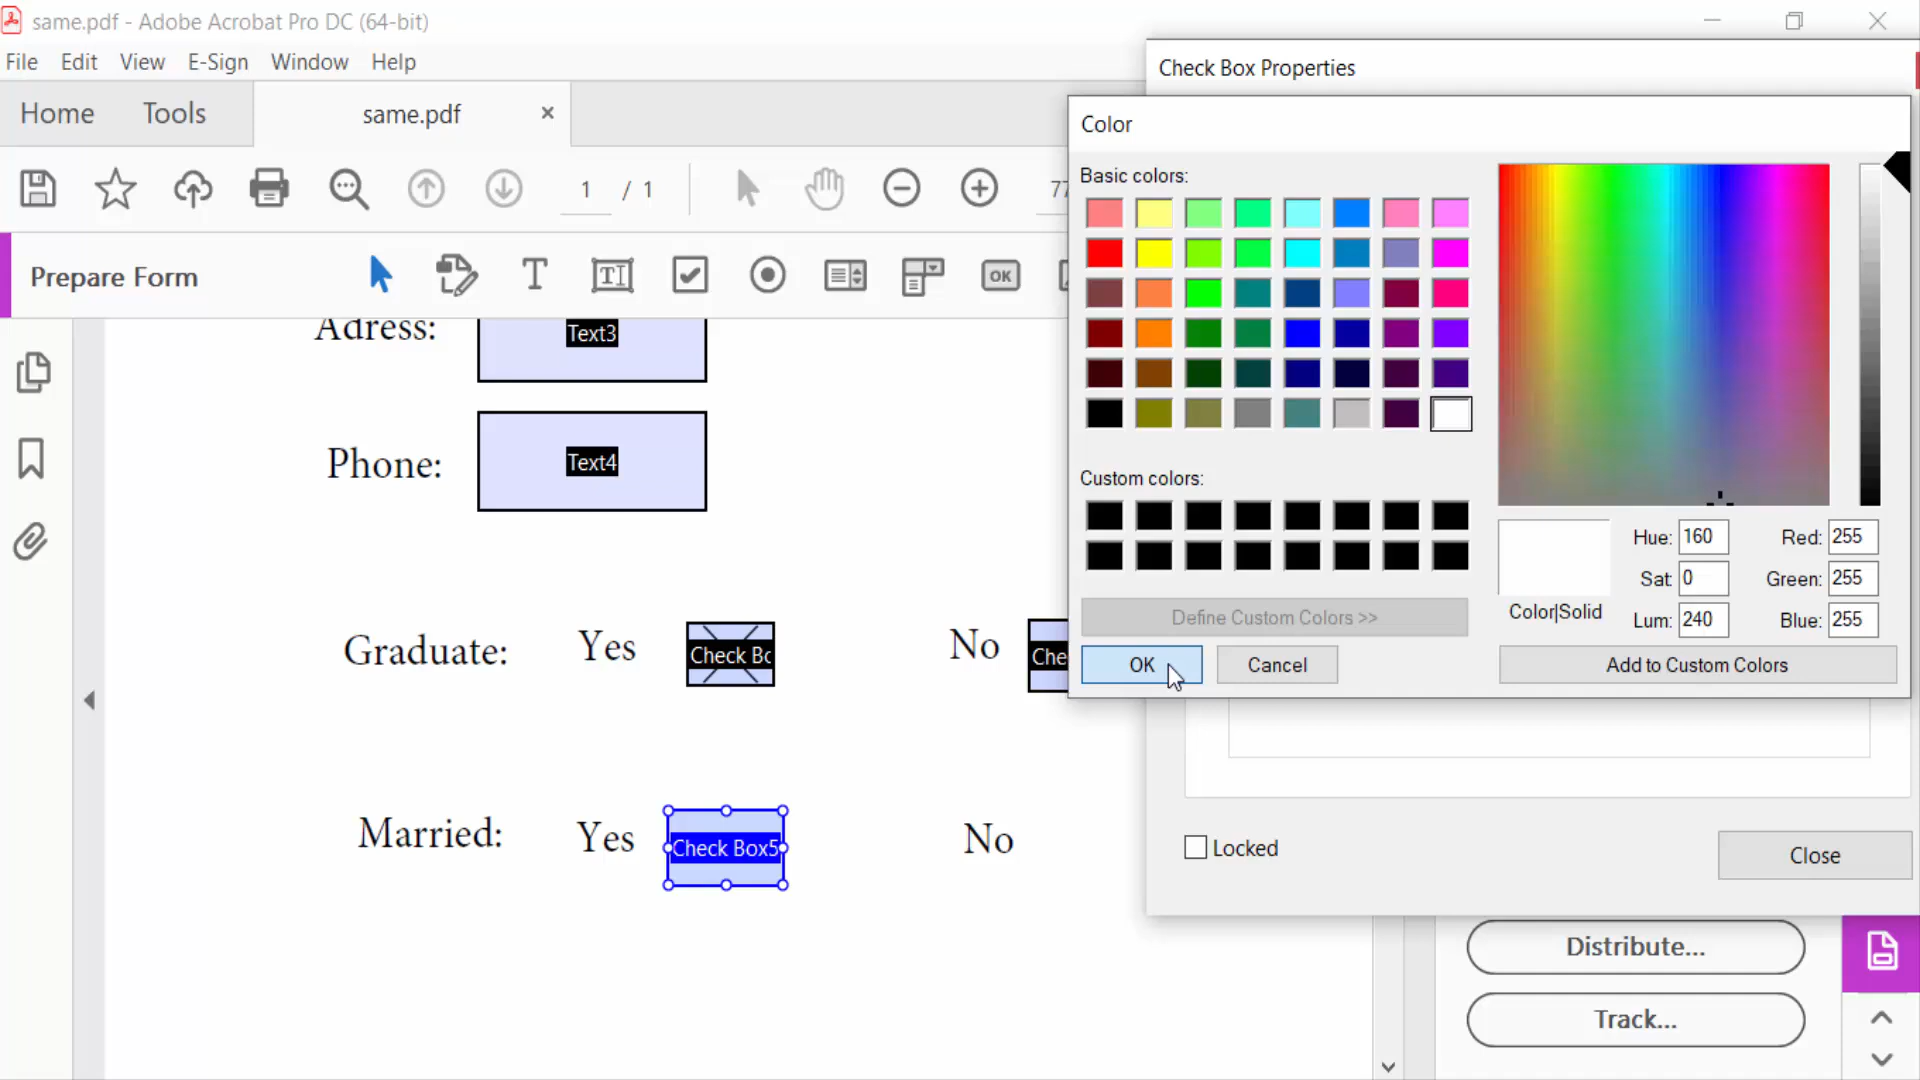 same.pdf - Adobe Acrobat Pro DC (64-bit)
File Edit View E-Sign Window Help
Home Tools same.pdf
1 / 1
Prepare Form
OK
Adress: Text3
Phone: Text4
Graduate: Yes Check Bo No Che
Married: Yes Check Box5 No
Check Box Properties
Color
Basic colors:
Custom colors:
Define Custom Colors >>
OK Cancel
Color|Solid
Hue: 160 Red: 255
Sat: 0 Green: 255
Lum: 240 Blue: 255
Add to Custom Colors
Locked
Close
Distribute...
Track...